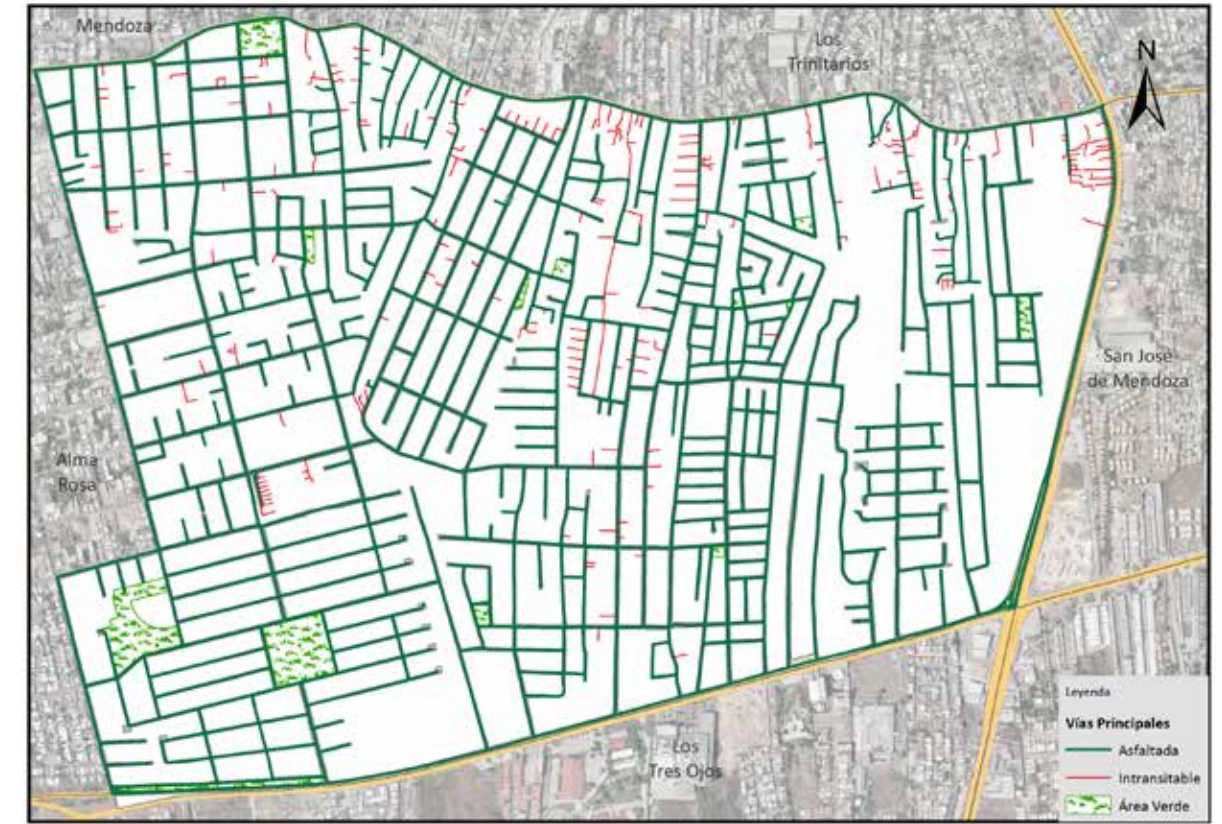 Mendoza
Los
Trinitarios
N
San José
de Mendoza
Alma
Rosa
Los
Tres Ojos
Leyenda
Vías Principales
Asfaltada
Intransitable
Área Verde